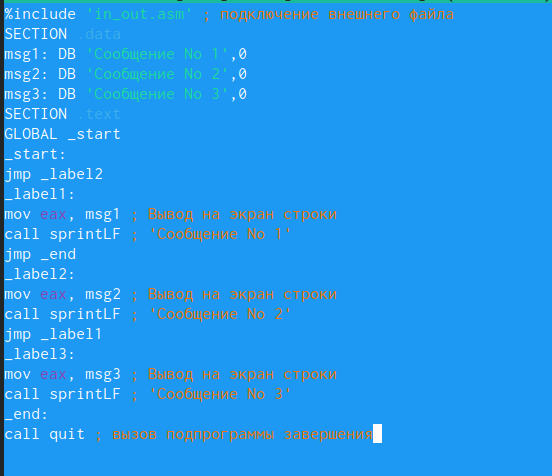 %include 'in_out.asm' ; подключение внешнего файла
SECTION .data
msg1: DB 'Сообщение No 1',0
msg2: DB 'Сообщение No 2',0
msg3: DB 'Сообщение No 3',0
SECTION .text
GLOBAL _start
_start:
jmp _label2
_label1:
mov eax, msg1 ; Вывод на экран строки
call sprintLF ; 'Сообщение No 1'
jmp _end
_label2:
mov eax, msg2 ; Вывод на экран строки
call sprintLF ; 'Сообщение No 2'
jmp _label1
_label3:
mov eax, msg3 ; Вывод на экран строки
call sprintLF ; 'Сообщение No 3'
_end:
call quit ; вызов подпрограммы завершения